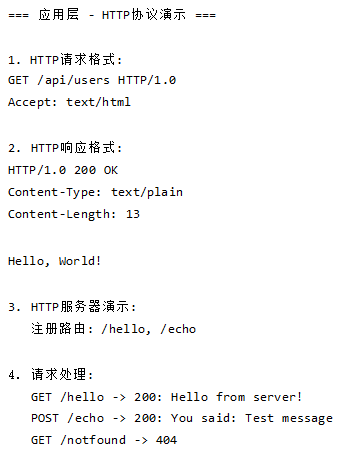 === 应用层 - HTTP协议演示 ===
1. HTTP请求格式:
GET /api/users HTTP/1.0
Accept: text/html
2. HTTP响应格式:
HTTP/1.0 200 OK
Content-Type: text/plain
Content-Length: 13
Hello, World!
3. HTTP服务器演示:
注册路由: /hello, /echo
4. 请求处理:
GET /hello -> 200: Hello from server!
POST /echo -> 200: You said: Test message
GET /notfound -> 404